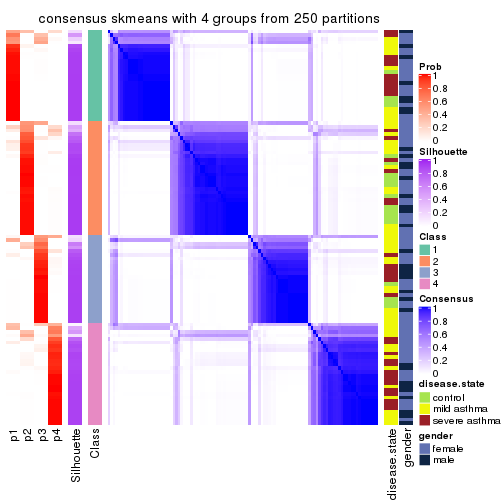 consensus skmeans with 4 groups from 250 partitions
Prob
1
0.8
0.6
0.4
0.2
0
Silhouette
1
0.8
0.6
0.4
0.2
0
Class
1
2
3
4
Consensus
1
0.8
0.6
0.4
0.2
0
disease.state
control
mild asthma
severe asthma
gender
female
male
p1
p2
p3
p4
Silhouette
Class
disease.state
gender